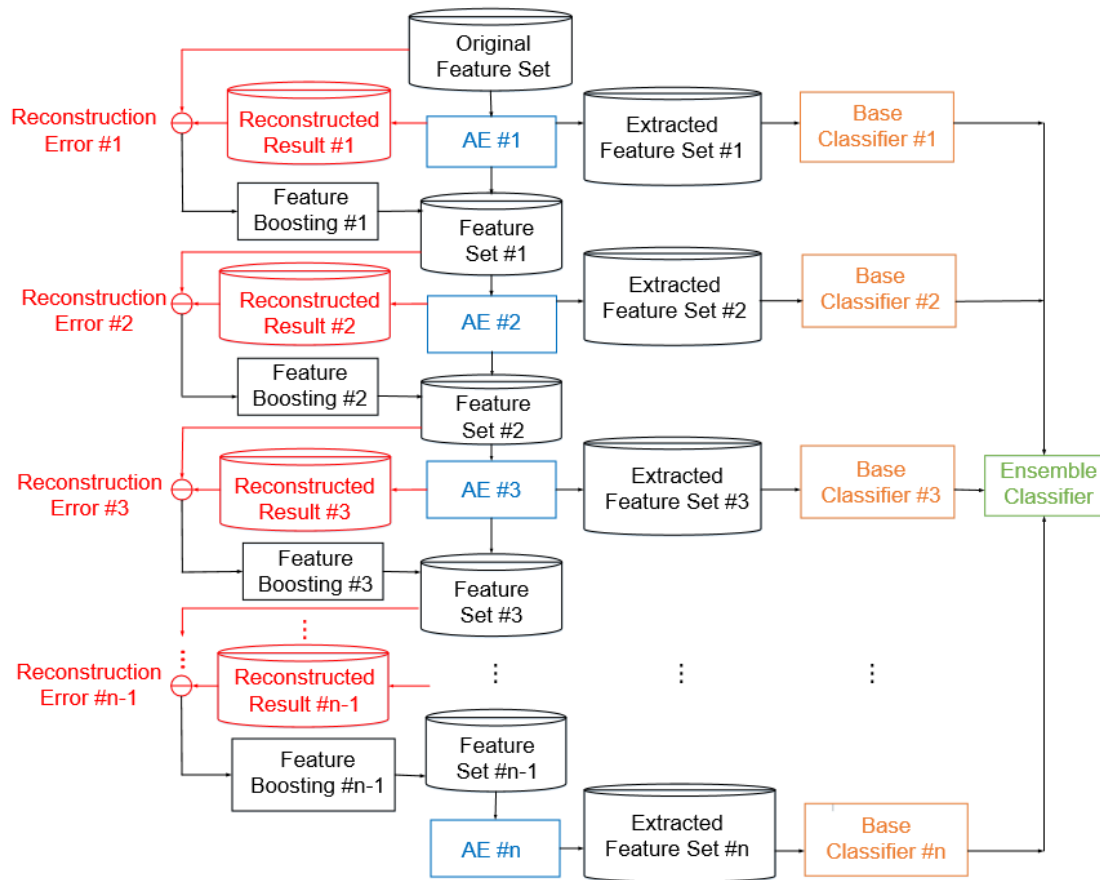 Original
Feature Set
Reconstruction
Error #1
Reconstructed
Result #1
AE #1
Extracted
Feature Set #1
Base
Classifier #1
Feature
Boosting #1
Feature
Set #1
Reconstruction
Error #2
Reconstructed
Result #2
AE #2
Extracted
Feature Set #2
Base
Classifier #2
Feature
Boosting #2
Feature
Set #2
Reconstruction
Error #3
Reconstructed
Result #3
AE #3
Extracted
Feature Set #3
Base
Classifier #3
Ensemble
Classifier
Feature
Boosting #3
Feature
Set #3
Reconstruction
Error #n-1
Reconstructed
Result #n-1
Feature
Boosting #n-1
Feature
Set #n-1
AE #n
Extracted
Feature Set #n
Base
Classifier #n